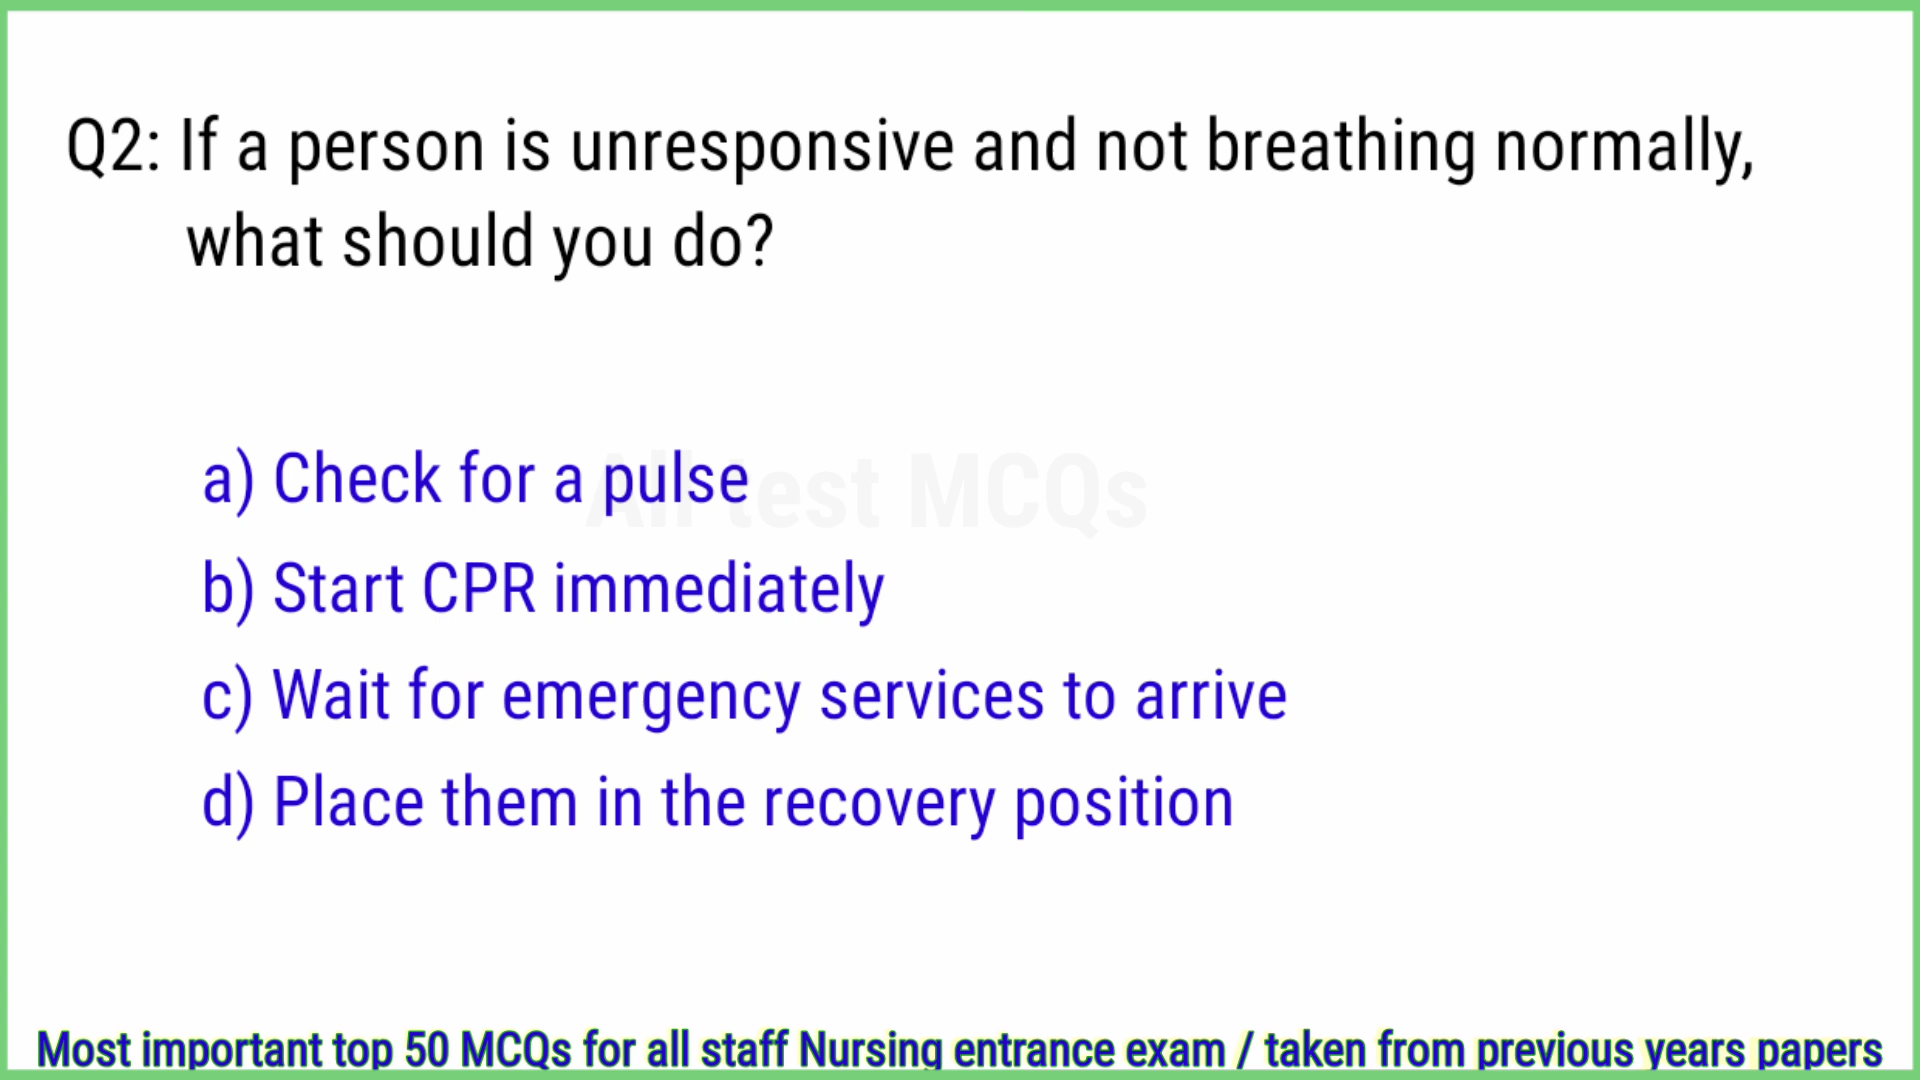 Q2: If a person is unresponsive and not breathing normally,
what should you do?
All test MCQs
a) Check for a pulse
b) Start CPR immediately
c) Wait for emergency services to arrive
d) Place them in the recovery position
Most important top 50 MCQs for all staff Nursing entrance exam / taken from previous years papers